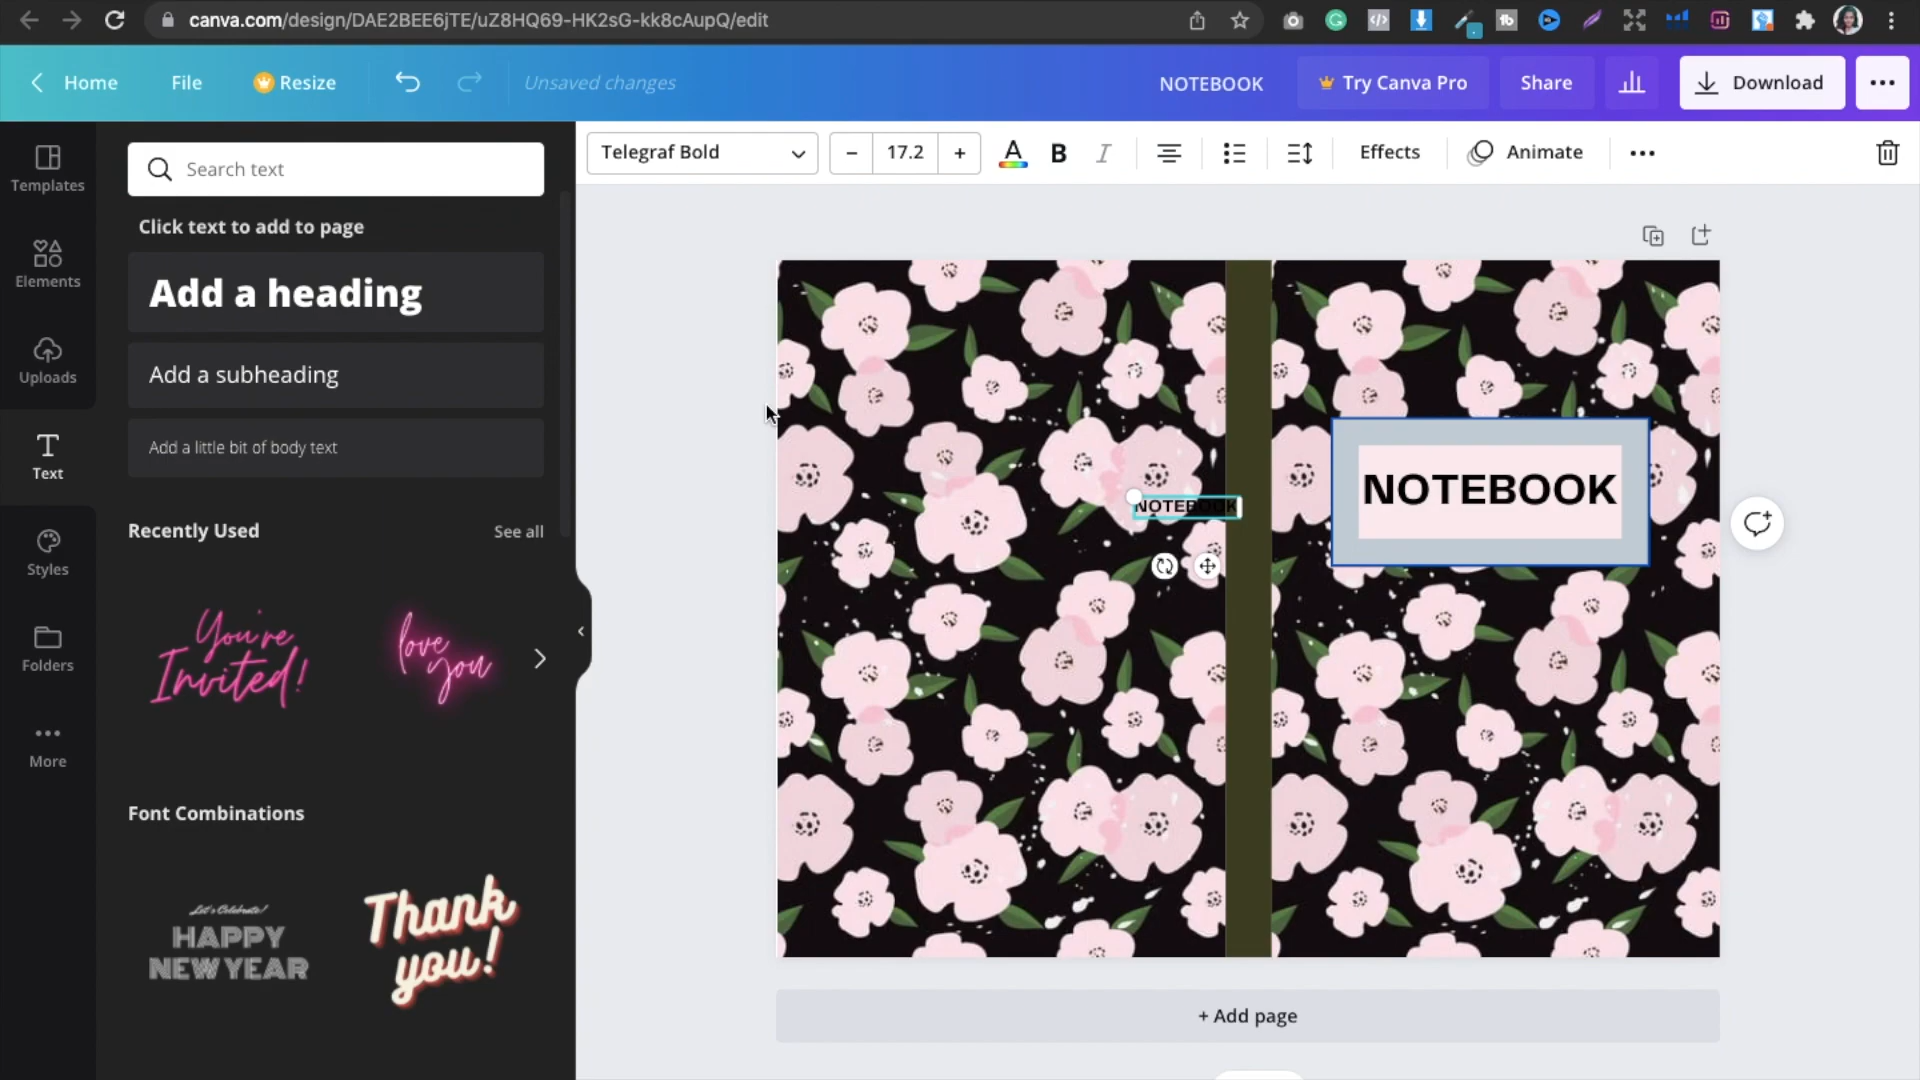 canva.com/design/DAE2BEE6jTE/uZ8HQ69-HK2sG-kk8cAupQ/edit
Home
File
Resize
Unsaved changes
NOTEBOOK
Try Canva Pro
Share
Download
Templates
Elements
Uploads
Text
Styles
Folders
More
Search text
Click text to add to page
Add a heading
Add a subheading
Add a little bit of body text
Recently Used
See all
You're
Invited!
love
you
Font Combinations
Let's Celebrate!
HAPPY
NEW YEAR
Thank
you!
Telegraf Bold
17.2
A
B
I
Effects
Animate
NOTEBOOK
NOTEBOOK
+ Add page